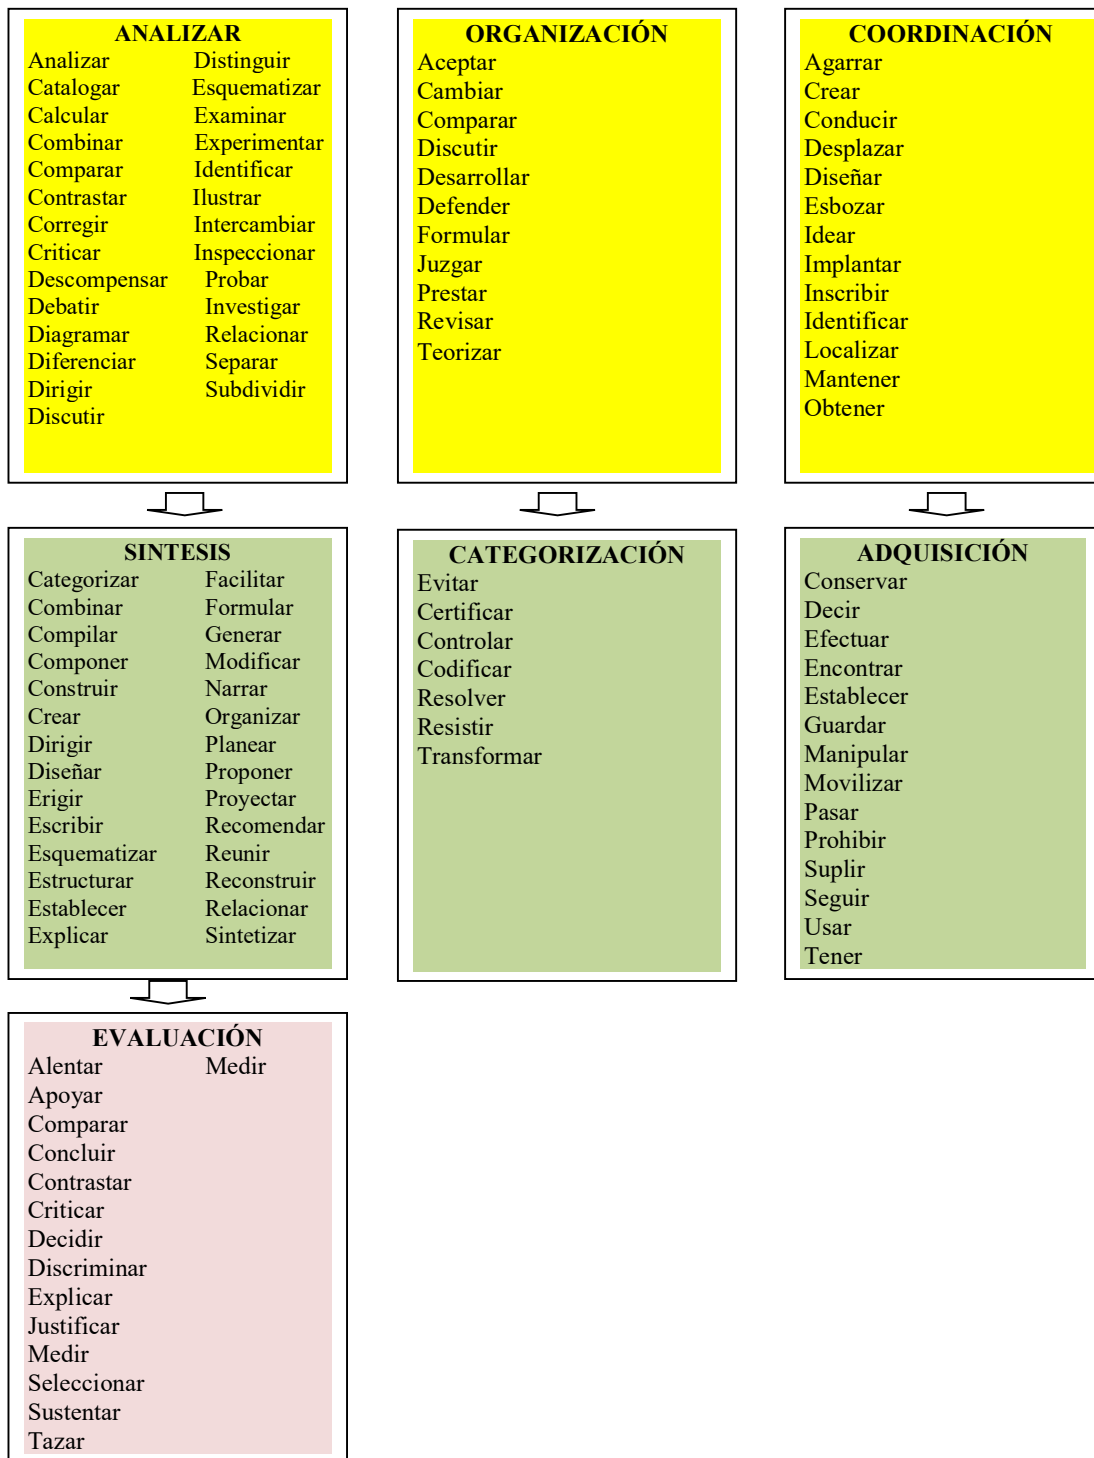 ANALIZAR
Analizar Distinguir
Catalogar Esquematizar
Calcular Examinar
Combinar Experimentar
Comparar Identificar
Contrastar Ilustrar
Corregir Intercambiar
Criticar Inspeccionar
Descompensar Probar
Debatir Investigar
Diagramar Relacionar
Diferenciar Separar
Dirigir Subdividir
Discutir
ORGANIZACIÓN
Aceptar
Cambiar
Comparar
Discutir
Desarrollar
Defender
Formular
Juzgar
Prestar
Revisar
Teorizar
COORDINACIÓN
Agarrar
Crear
Conducir
Desplazar
Diseñar
Esbozar
Idear
Implantar
Inscribir
Identificar
Localizar
Mantener
Obtener
SINTESIS
Categorizar Facilitar
Combinar Formular
Compilar Generar
Componer Modificar
Construir Narrar
Crear Organizar
Dirigir Planear
Diseñar Proponer
Erigir Proyectar
Escribir Recomendar
Esquematizar Reunir
Estructurar Reconstruir
Establecer Relacionar
Explicar Sintetizar
CATEGORIZACIÓN
Evitar
Certificar
Controlar
Codificar
Resolver
Resistir
Transformar
ADQUISICIÓN
Conservar
Decir
Efectuar
Encontrar
Establecer
Guardar
Manipular
Movilizar
Pasar
Prohibir
Suplir
Seguir
Usar
Tener
EVALUACIÓN
Alentar Medir
Apoyar
Comparar
Concluir
Contrastar
Criticar
Decidir
Discriminar
Explicar
Justificar
Medir
Seleccionar
Sustentar
Tazar